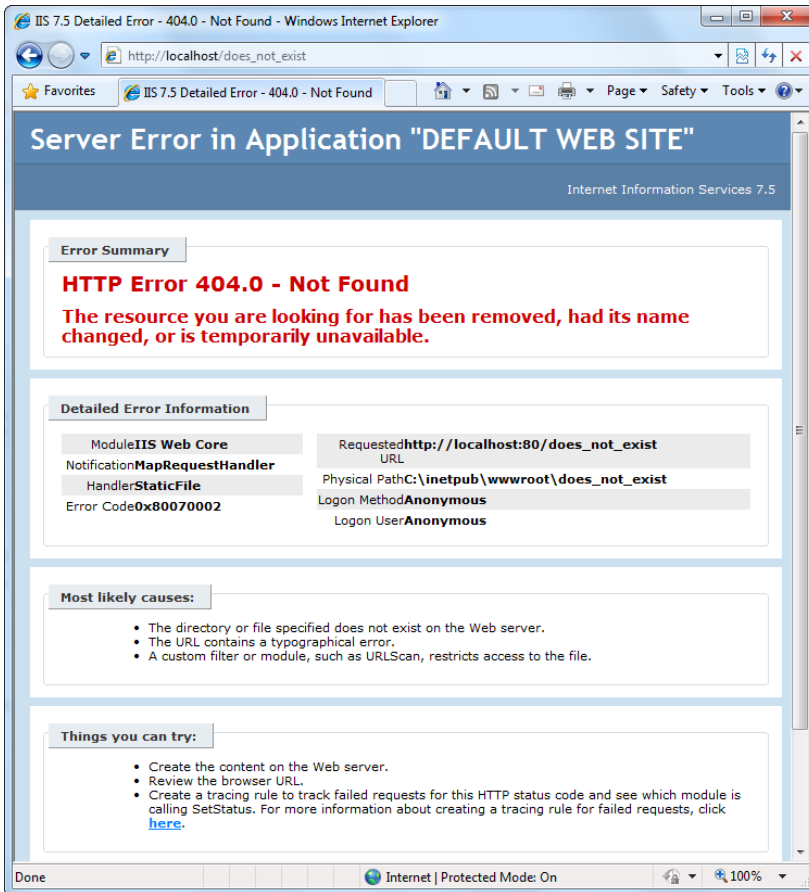 IIS 7.5 Detailed Error - 404.0 - Not Found - Windows Internet Explorer
http://localhost/does_not_exist
Favorites
IIS 7.5 Detailed Error - 404.0 - Not Found
Page
Safety
Tools
Server Error in Application "DEFAULT WEB SITE"
Internet Information Services 7.5
Error Summary
HTTP Error 404.0 - Not Found
The resource you are looking for has been removed, had its name
changed, or is temporarily unavailable.
Detailed Error Information
Module IIS Web Core
Notification MapRequestHandler
Handler StaticFile
Error Code 0x80070002
Requested http://localhost:80/does_not_exist
URL
Physical Path C:\inetpub\wwwroot\does_not_exist
Logon Method Anonymous
Logon User Anonymous
Most likely causes:
• The directory or file specified does not exist on the Web server.
• The URL contains a typographical error.
• A custom filter or module, such as URLScan, restricts access to the file.
Things you can try:
• Create the content on the Web server.
• Review the browser URL.
• Create a tracing rule to track failed requests for this HTTP status code and see which module is
calling SetStatus. For more information about creating a tracing rule for failed requests, click
here.
Done
Internet | Protected Mode: On
100%